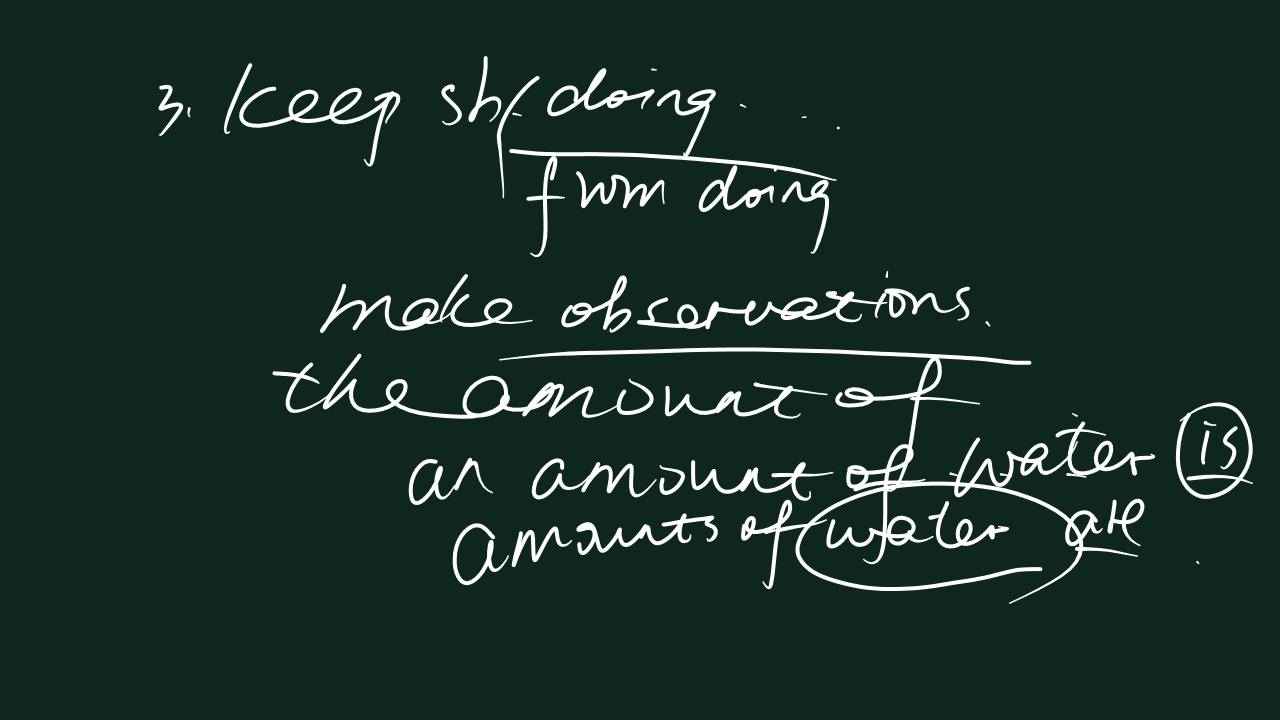 3. keep sb doing. ...
from doing
make observations.
the amount of
an amount of water is
amounts of water are